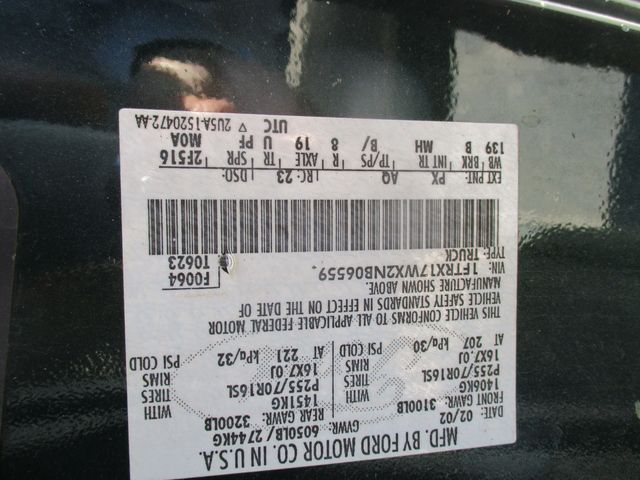 MFD. BY FORD MOTOR CO. IN U.S.A.
DATE: 02/02 GVWR: 6050LB/2744KG
FRONT GAWR: 3100LB REAR GAWR: 3200LB
1406KG 1451KG WITH
P255/70R16SL P255/70R16SL TIRES
16X7.0J 16X7.0J RIMS
AT 207 kPa/30 PSI COLD AT 221 kPa/32 PSI COLD
THIS VEHICLE CONFORMS TO ALL APPLICABLE FEDERAL MOTOR
VEHICLE SAFETY STANDARDS IN EFFECT ON THE DATE OF
MANUFACTURE SHOWN ABOVE.
VIN: 1FTRX17WX2NB06559
TYPE: TRUCK
F0064
T0623
EXT PNT: PX AQ LRC: 23 DSO:
WB BRK INT TR TP/PS R AXLE TR SPR 2F516
139 B MH B/ 8 19 U PF M0A
UTC ▽ 2U5A-1520472-AA